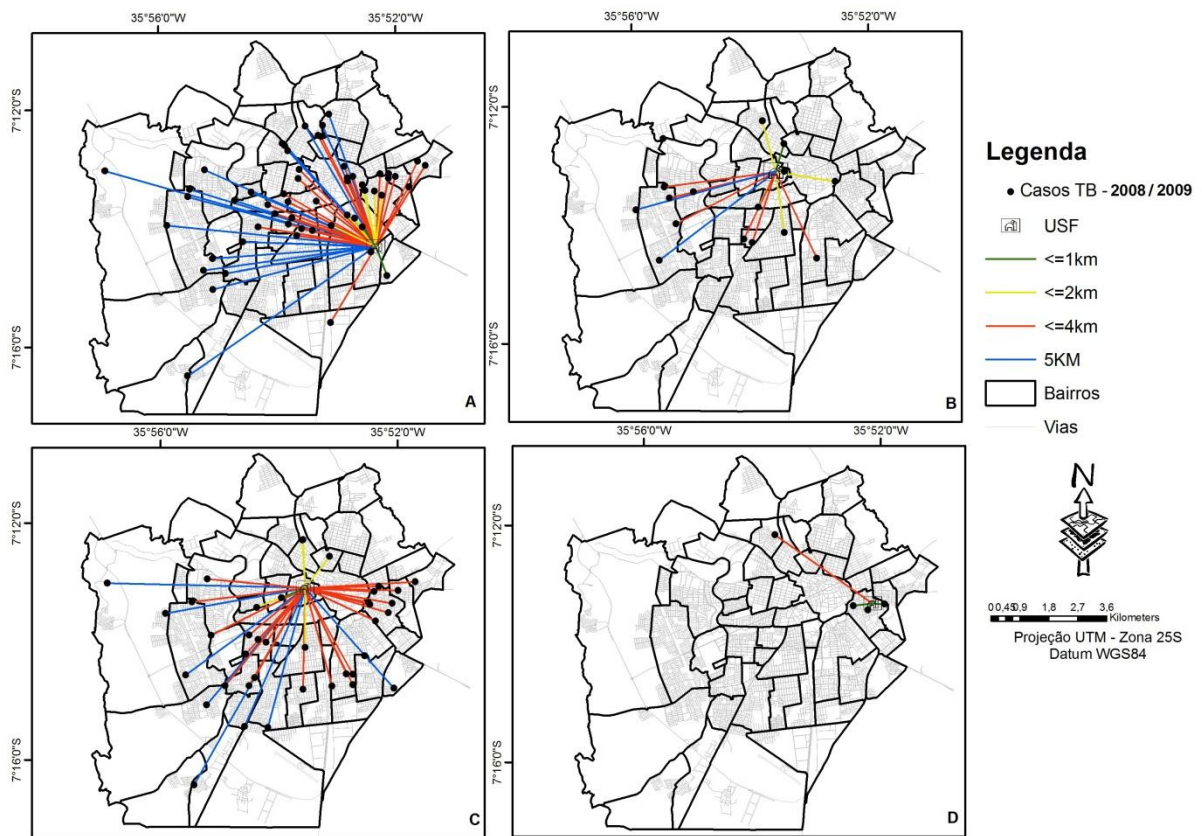 35°56'0"W 35°52'0"W
7°12'0"S
7°16'0"S
A
35°56'0"W 35°52'0"W
7°12'0"S
7°16'0"S
B
Legenda
Casos TB - 2008 / 2009
USF
<=1km
<=2km
<=4km
5KM
Bairros
Vias
N
0 0,45 0,9 1.8 2,7 3.6
Kilometers
Projeção UTM - Zona 25S
Datum WGS84
35°56'0"W 35°52'0"W
7°12'0"S
7°16'0"S
C
35°56'0"W 35°52'0"W
7°12'0"S
7°16'0"S
D